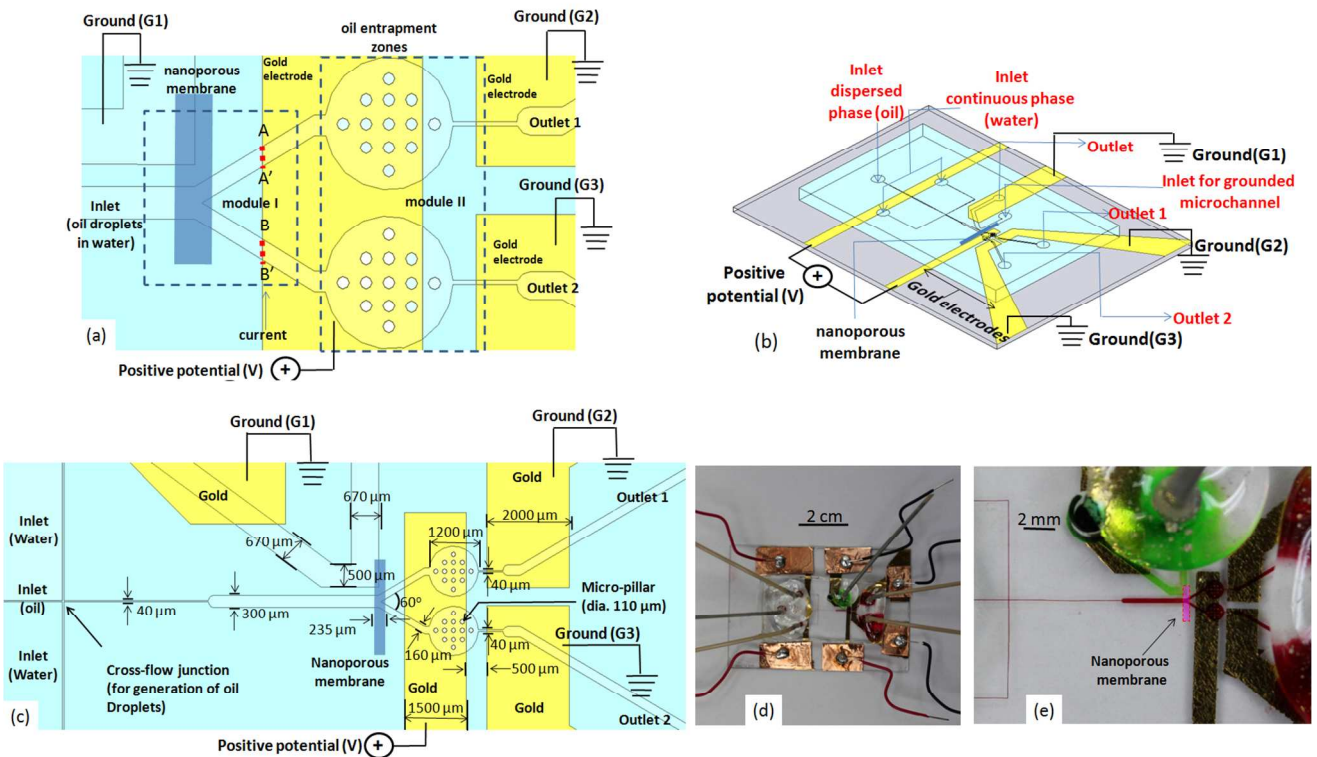 Ground (G1)
nanoporous
membrane
Gold
electrode
oil entrapment
zones
Ground (G2)
Gold
electrode
Outlet 1
A
A’
module I
module II
Ground (G3)
Inlet
(oil droplets
in water)
B
B’
Gold
electrode
Outlet 2
current
(a)
Positive potential (V)
+
Inlet
dispersed
phase (oil)
Inlet
continuous phase
(water)
Ground(G1)
Outlet
Inlet for grounded
microchannel
Outlet 1
Ground(G2)
Positive
potential (V)
+
Gold electrodes
nanoporous
membrane
Outlet 2
Ground(G3)
(b)
Ground (G1)
Ground (G2)
Gold
Gold
670 µm
Outlet 1
Inlet
(Water)
670 µm
1200 µm
2000 µm
500 µm
40 µm
Inlet
(oil)
40 µm
300 µm
60°
Micro-pillar
(dia. 110 µm)
235 µm
160 µm
40 µm
Ground (G3)
Inlet
(Water)
Cross-flow junction
(for generation of oil
Droplets)
Nanoporous
membrane
500 µm
Gold
1500 µm
Gold
Outlet 2
(c)
Positive potential (V)
+
2 cm
(d)
2 mm
Nanoporous
membrane
(e)